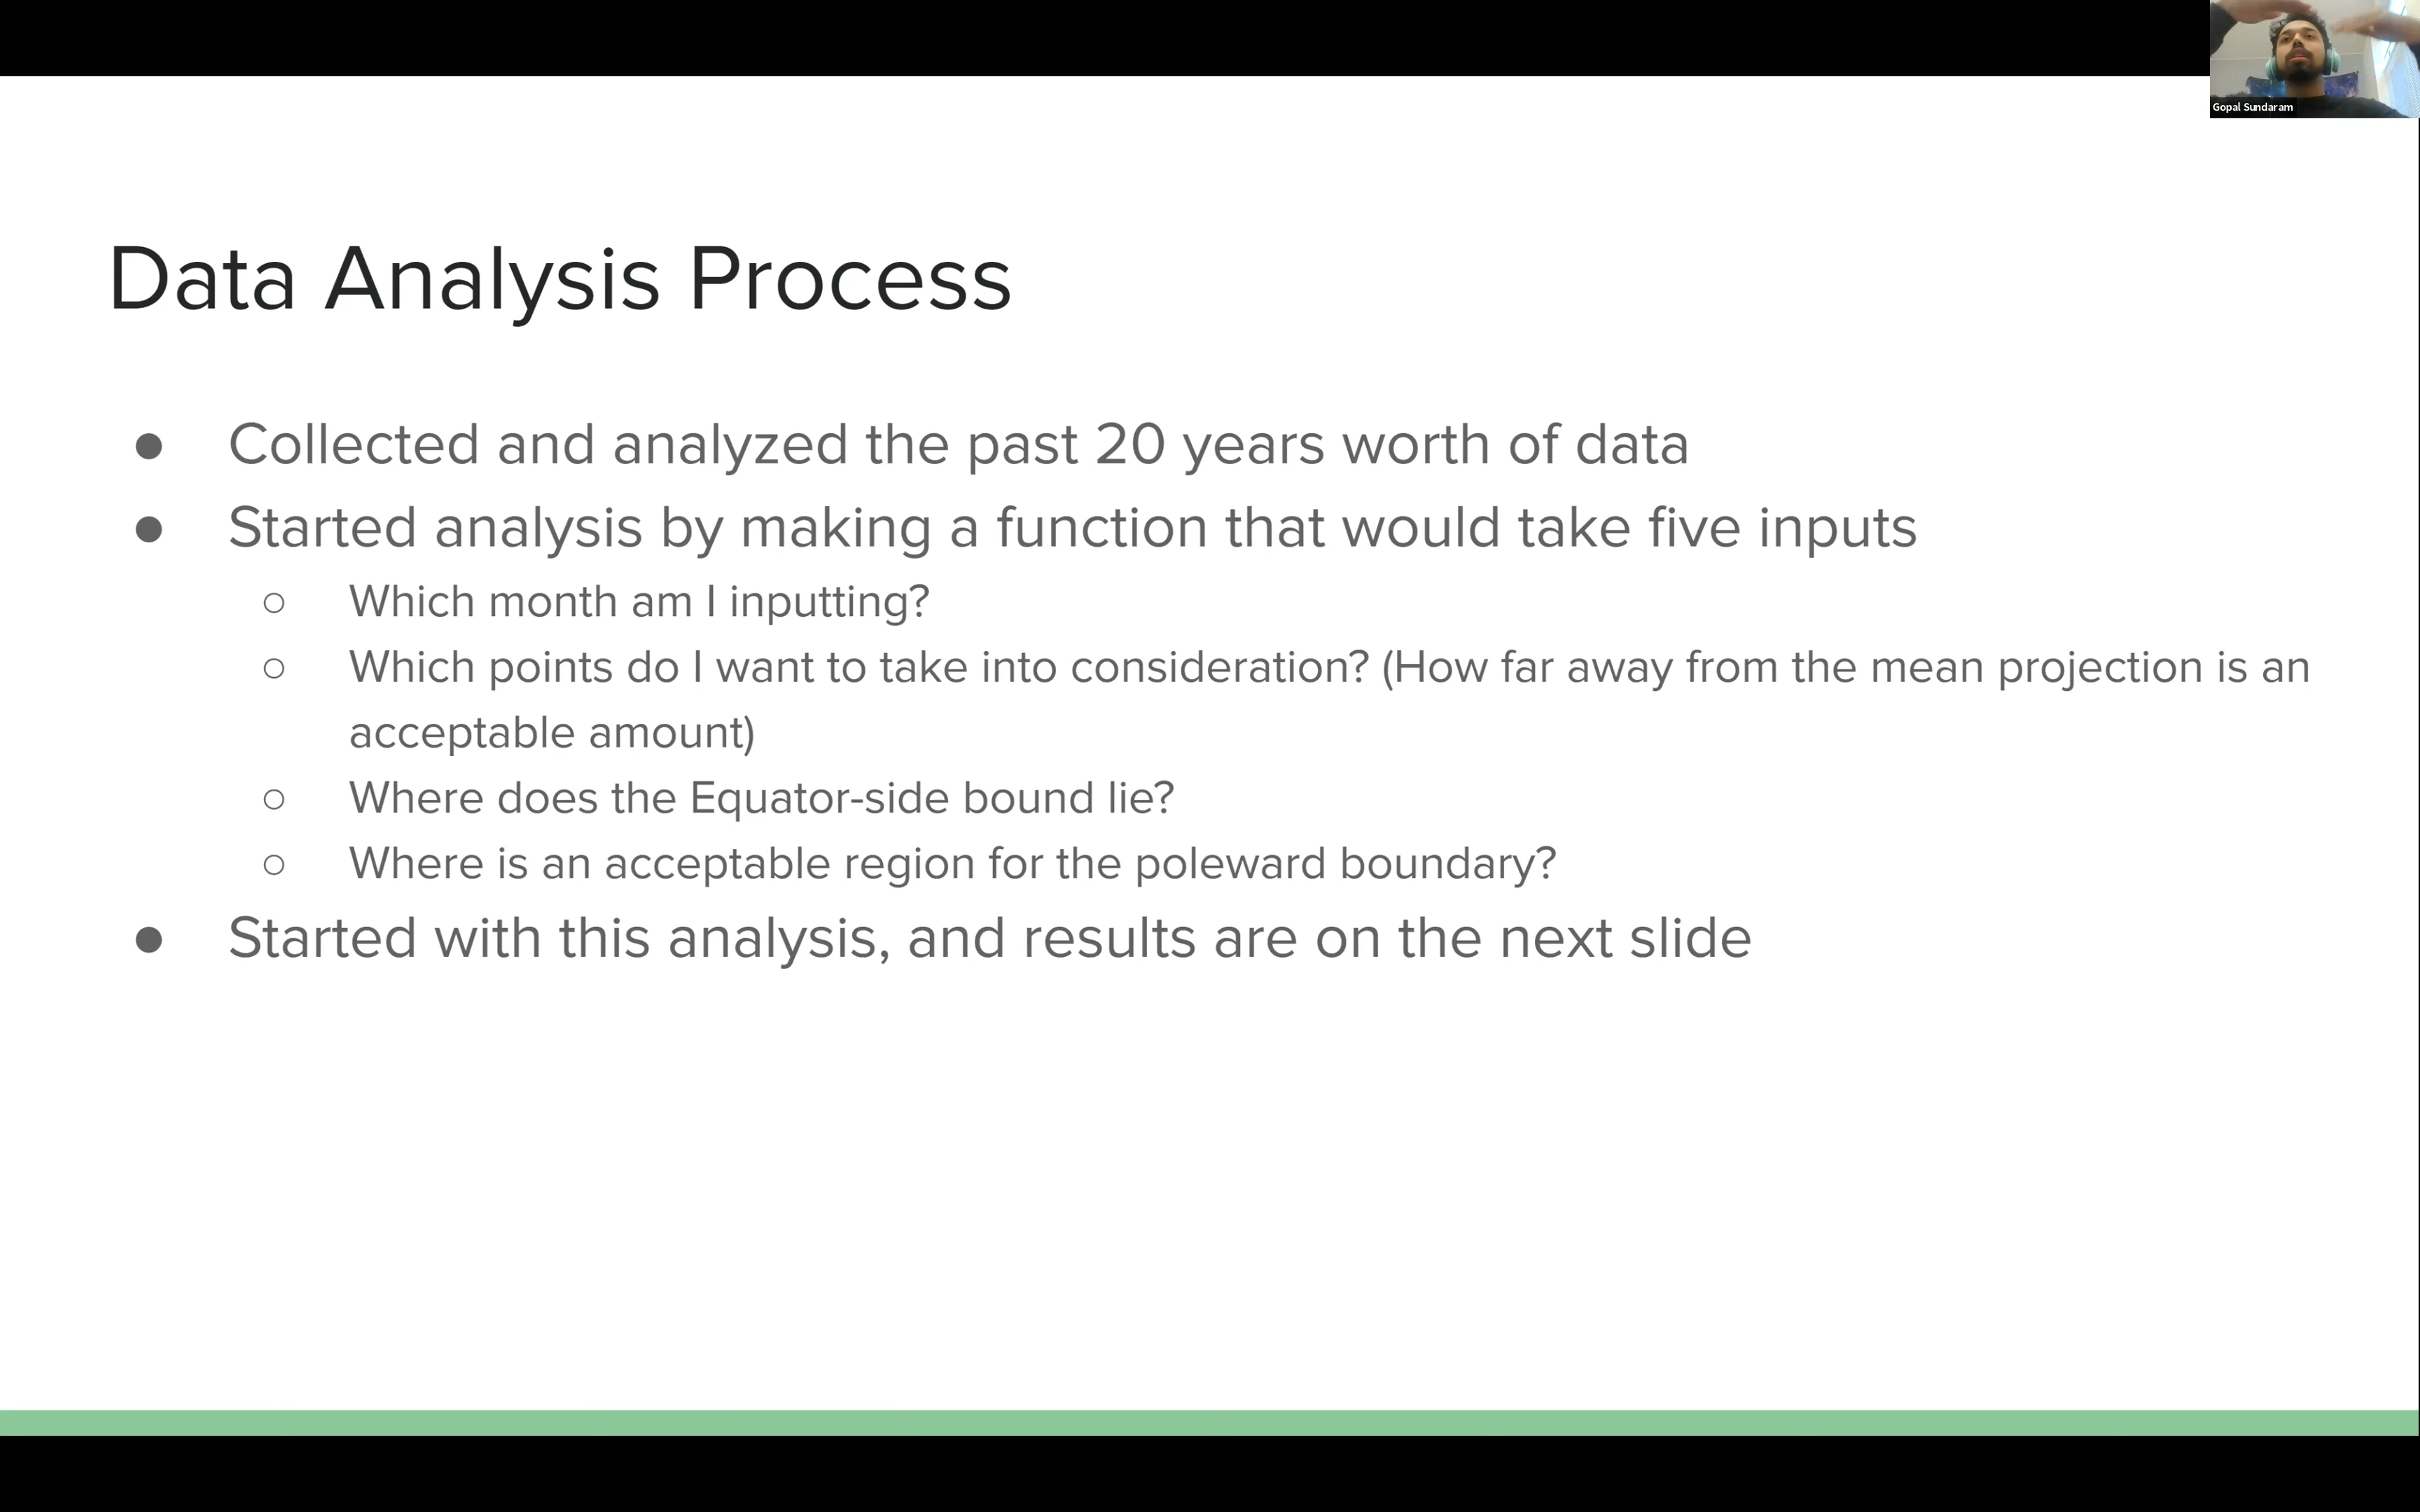 Gopal Sundaram
Data Analysis Process
● Collected and analyzed the past 20 years worth of data
● Started analysis by making a function that would take five inputs
○ Which month am I inputting?
○ Which points do I want to take into consideration? (How far away from the mean projection is an
acceptable amount)
○ Where does the Equator-side bound lie?
○ Where is an acceptable region for the poleward boundary?
● Started with this analysis, and results are on the next slide